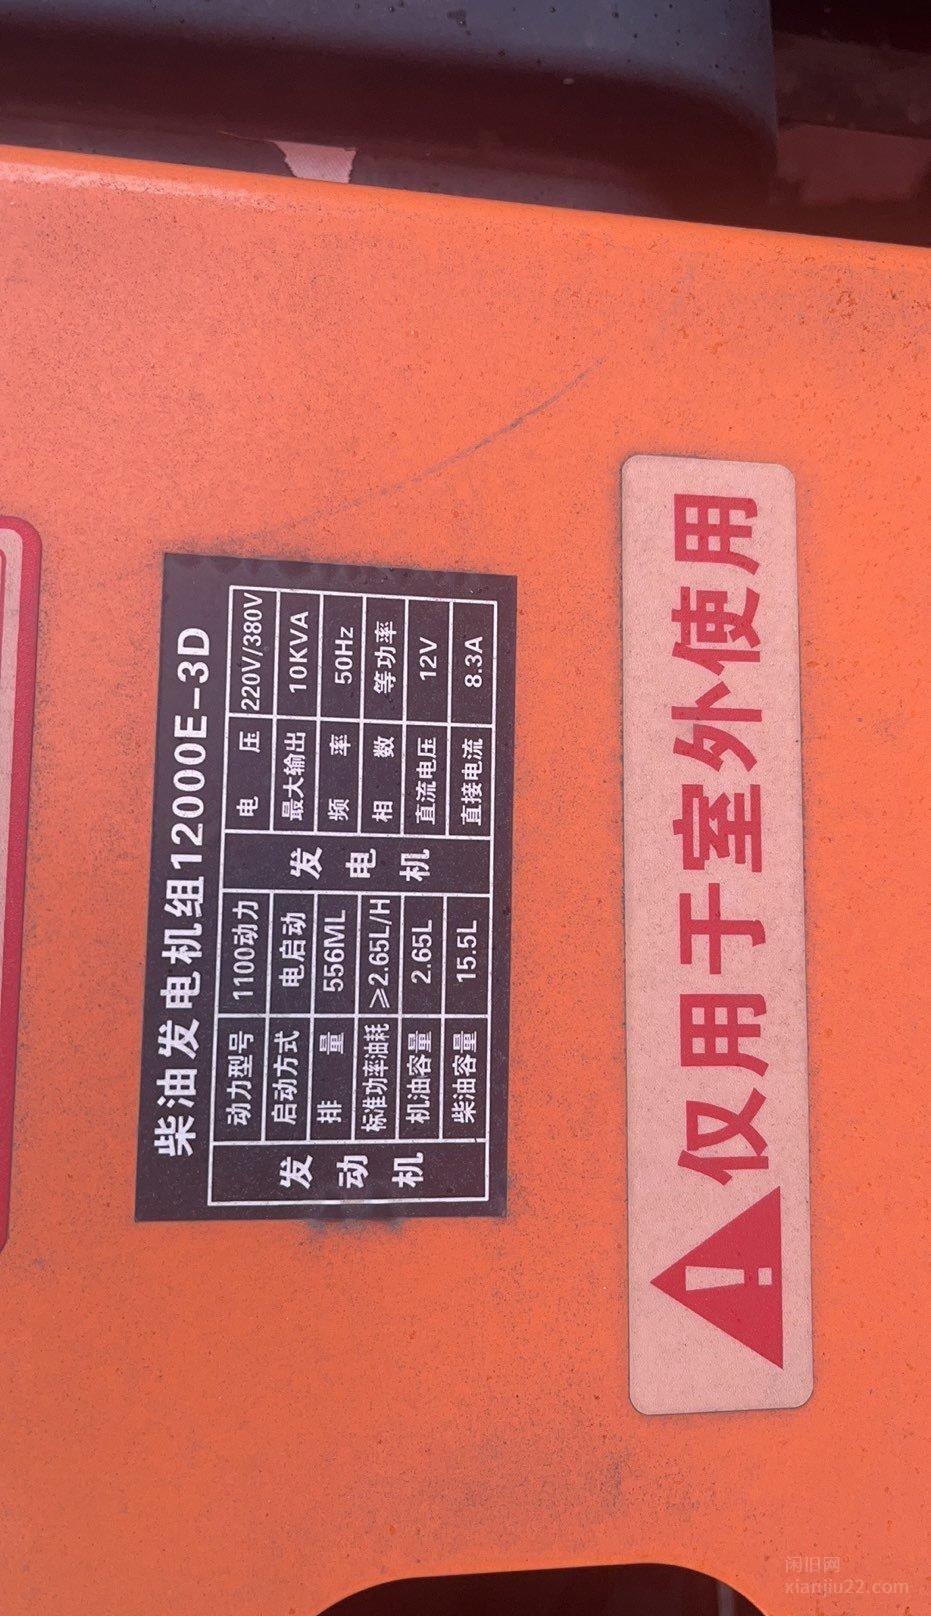 柴油发电机组12000E-3D
发动机
动力型号 1100动力
启动方式 电启动
排量 556ML
标准功率油耗 ≥2.65L/H
机油容量 2.65L
柴油容量 15.5L
发电机
电压 220V/380V
最大输出 10KVA
频率 50Hz
相数 等功率
直流电压 12V
直接电流 8.3A
仅用于室外使用
闲旧网
xianjiu22.com